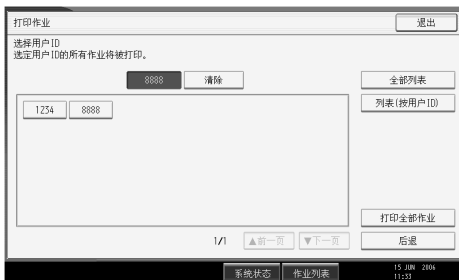 打印作业
退出
选择用户ID
选定用户ID的所有作业将被打印。
8888
清除
全部列表
列表(按用户ID)
1234
8888
打印全部作业
1/1
▲前一页
▼下一页
后退
系统状态
作业列表
15 JUN 2006
11:33